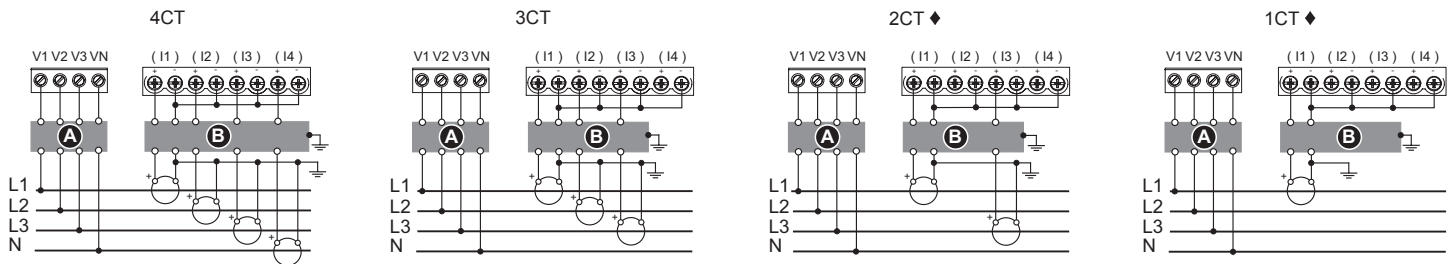 4CT 3CT 2CT ♦ 1CT ♦
V1 V2 V3 VN ( I1 ) ( I2 ) ( I3 ) ( I4 ) V1 V2 V3 VN ( I1 ) ( I2 ) ( I3 ) ( I4 ) V1 V2 V3 VN ( I1 ) ( I2 ) ( I3 ) ( I4 ) V1 V2 V3 VN ( I1 ) ( I2 ) ( I3 ) ( I4 )
+ - + - + - + - + - + - + - + - + - + - + - + - + - + - + - + -
A B A B A B A B
+ + + +
L1 L1 L1 L1
+ +
L2 L2 L2 L2
+ + +
L3 L3 L3 L3
+
N N N N